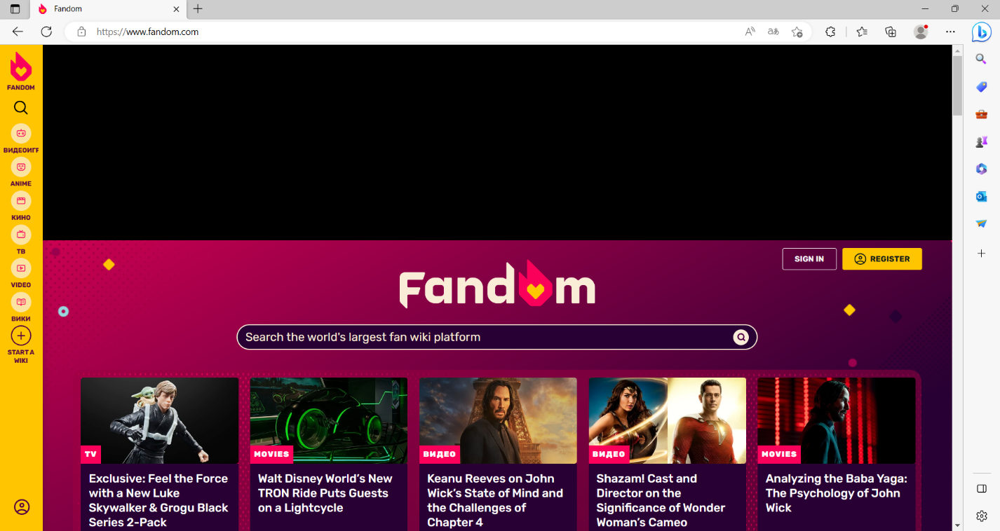 Fandom
https://www.fandom.com
FANDOM
ВИДЕОИГР
ANIME
КИНО
ТВ
VIDEO
ВИКИ
START A
WIKI
SIGN IN
REGISTER
Fandom
Search the world's largest fan wiki platform
TV
Exclusive: Feel the Force
with a New Luke
Skywalker & Grogu Black
Series 2-Pack
MOVIES
Walt Disney World's New
TRON Ride Puts Guests
on a Lightcycle
ВИДЕО
Keanu Reeves on John
Wick's State of Mind and
the Challenges of
Chapter 4
ВИДЕО
Shazam! Cast and
Director on the
Significance of Wonder
Woman's Cameo
MOVIES
Analyzing the Baba Yaga:
The Psychology of John
Wick